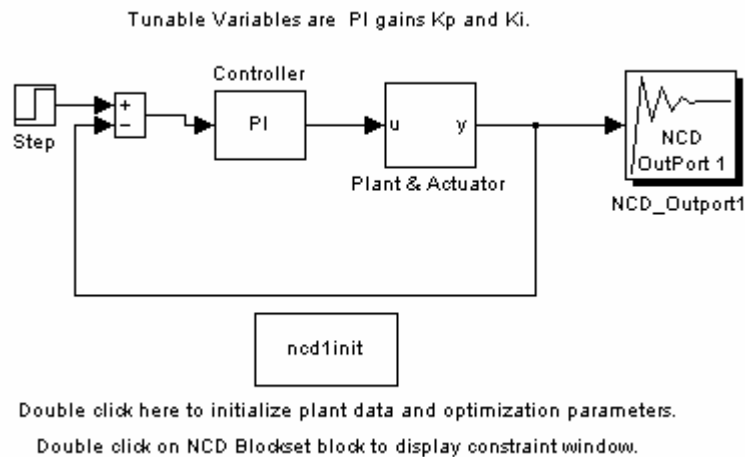 Tunable Variables are PI gains Kp and Ki.
Controller
Step
+
−
PI
u
y
Plant & Actuator
NCD
OutPort 1
NCD_Outport1
ncd1init
Double click here to initialize plant data and optimization parameters.
Double click on NCD Blockset block to display constraint window.